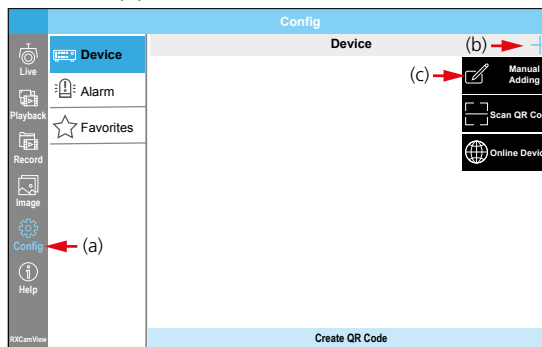 Config
Live
Playback
Record
Image
Config
Help
RXCamView
(a)
Device
Alarm
Favorites
Device
(b)
(c)
Manual
Adding
Scan QR Co
Online Devic
Create QR Code